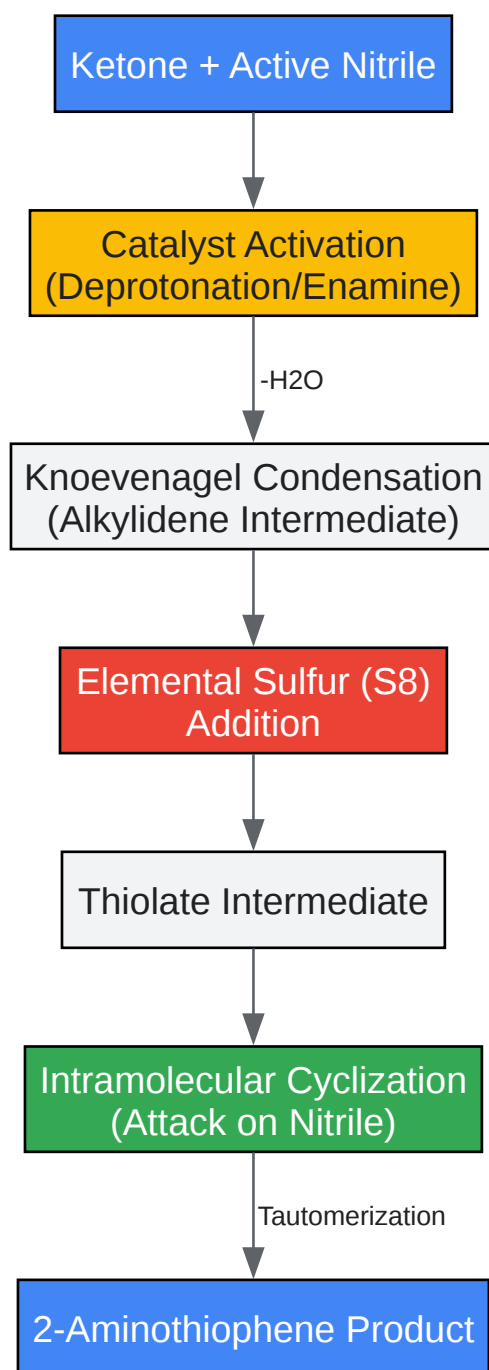 Ketone + Active Nitrile
Catalyst Activation
(Deprotonation/Enamine)
-H2O
Knoevenagel Condensation
(Alkylidene Intermediate)
Elemental Sulfur (S8)
Addition
Thiolate Intermediate
Intramolecular Cyclization
(Attack on Nitrile)
Tautomerization
2-Aminothiophene Product